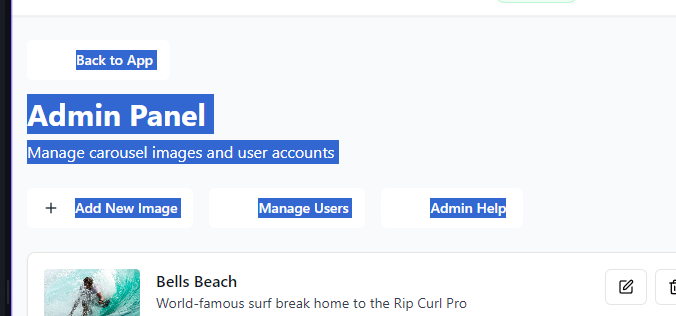 Back to App
Admin Panel
Manage carousel images and user accounts
Add New Image
Manage Users
Admin Help
Bells Beach
World-famous surf break home to the Rip Curl Pro